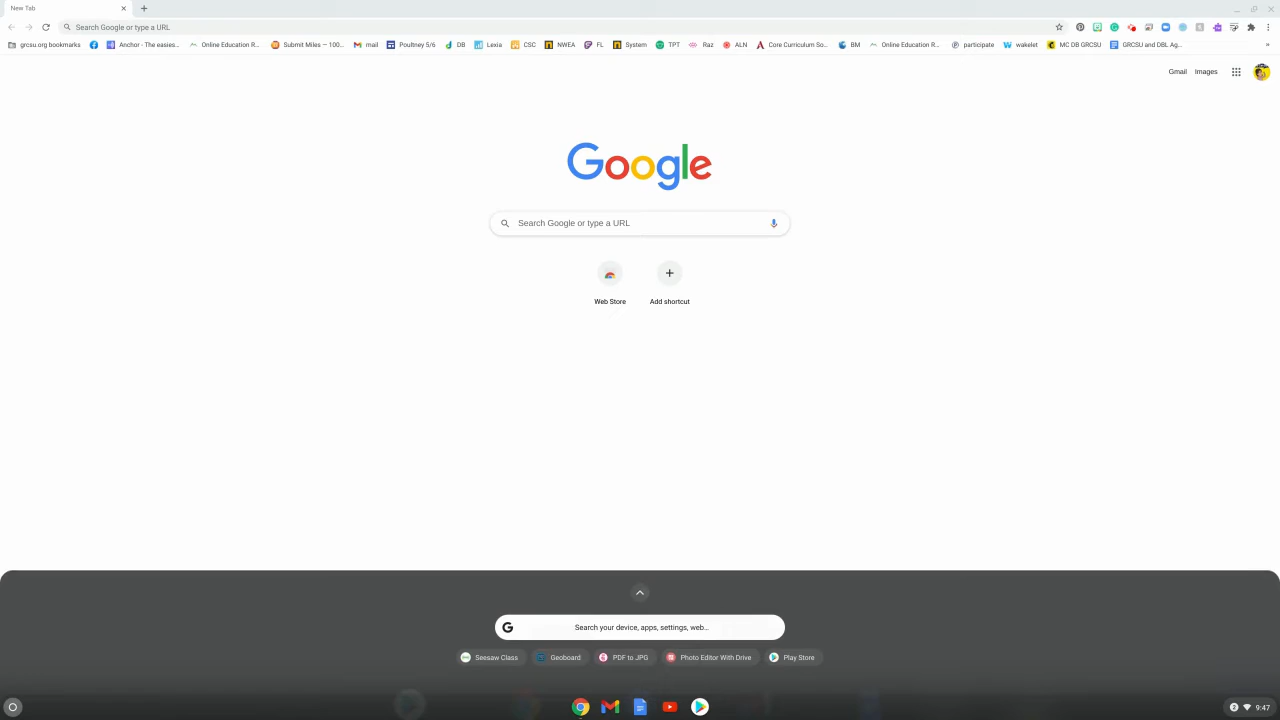 New Tab
Search Google or type a URL
grcsu.org bookmarks Anchor - The easies... Online Education R... Submit Miles — 100... mail Poultney 5/6 DB Lexia CSC NWEA FL System TPT Raz ALN Core Curriculum So... BM Online Education R... participate wakelet MC DB GRCSU GRCSU and DBL Ag... »
Gmail Images
Google
Search Google or type a URL
Web Store Add shortcut
Search your device, apps, settings, web...
Seesaw Class Geoboard PDF to JPG Photo Editor With Drive Play Store
2 9:47